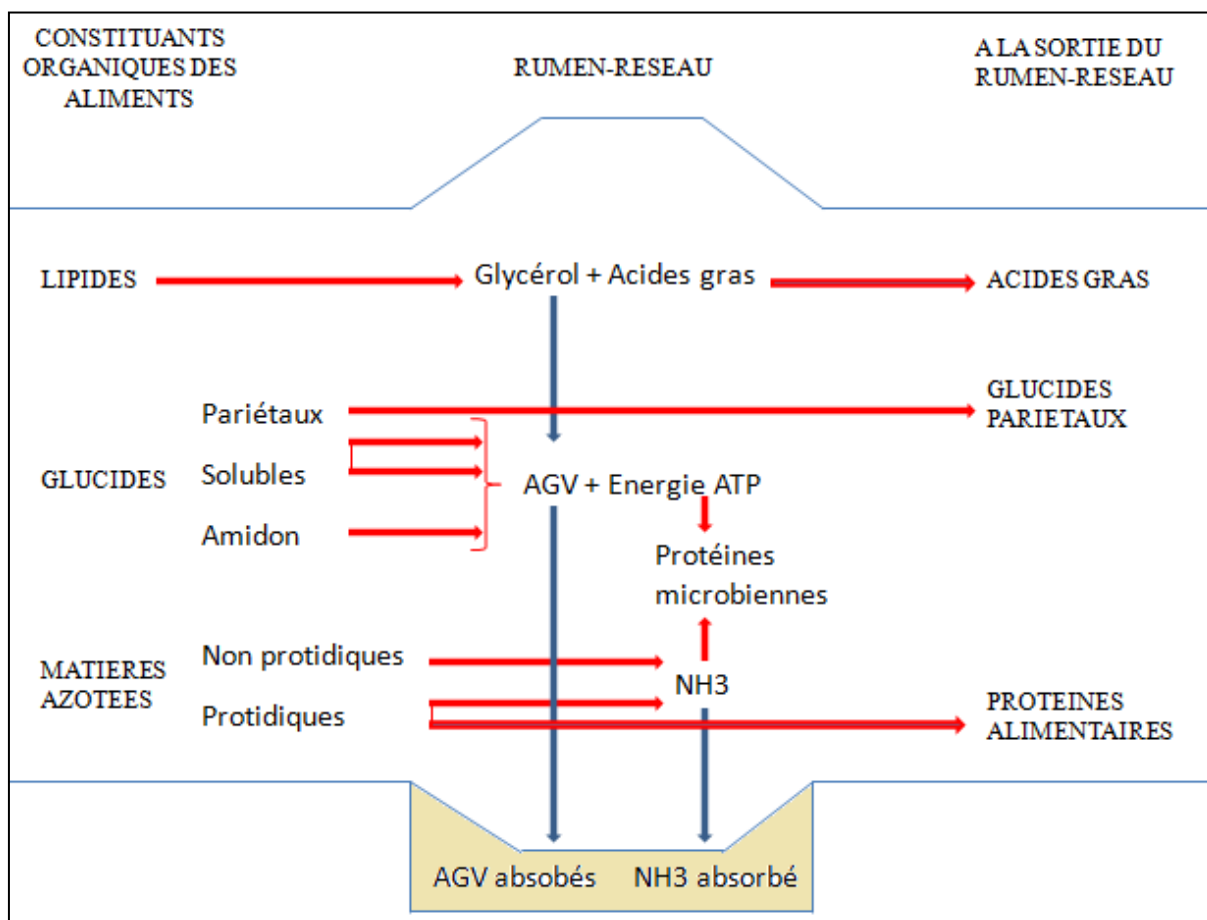 CONSTITUANTS
ORGANIQUES DES
ALIMENTS
RUMEN-RESEAU
A LA SORTIE DU
RUMEN-RESEAU
LIPIDES
Glycérol + Acides gras
ACIDES GRAS
Pariétaux
GLUCIDES
PARIETAUX
GLUCIDES
Solubles
AGV + Energie ATP
Amidon
Protéines
microbiennes
MATIERES
AZOTEES
Non protidiques
NH3
Protidiques
PROTEINES
ALIMENTAIRES
AGV absobés
NH3 absorbé